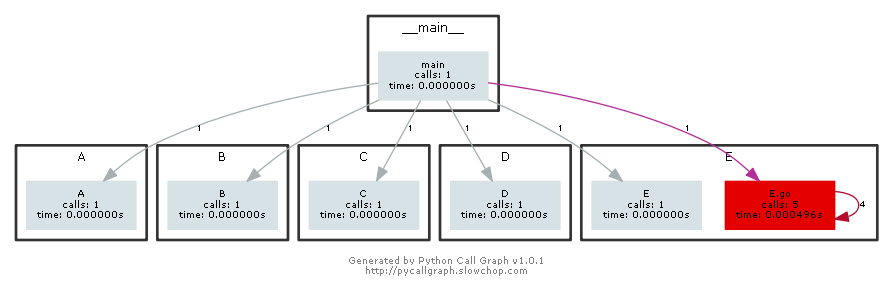 __main__
main
calls: 1
time: 0.000000s
1
1
1
1
1
1
A
B
C
D
E
A
calls: 1
time: 0.000000s
B
calls: 1
time: 0.000000s
C
calls: 1
time: 0.000000s
D
calls: 1
time: 0.000000s
E
calls: 1
time: 0.000000s
E.go
calls: 5
time: 0.000496s
4
Generated by Python Call Graph v1.0.1
http://pycallgraph.slowchop.com